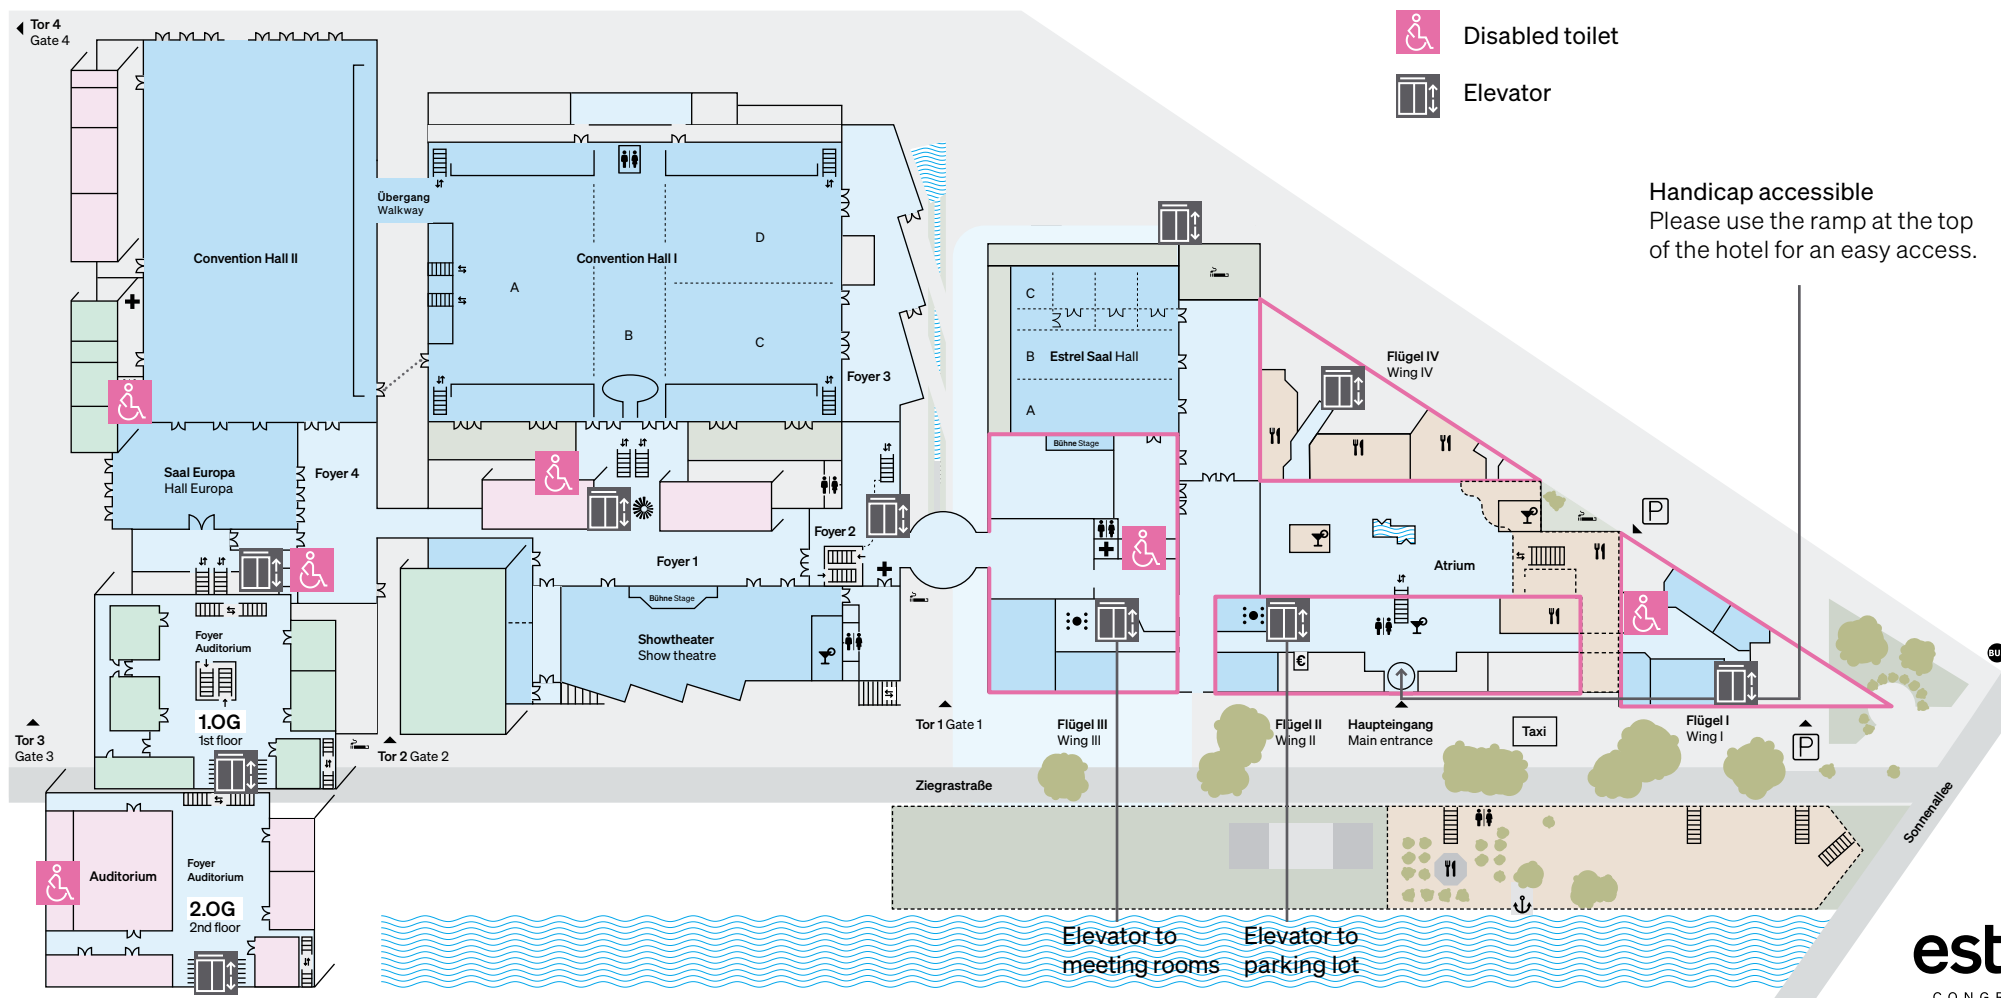 Tor 4
Gate 4
Disabled toilet
Elevator
Handicap accessible
Please use the ramp at the top
of the hotel for an easy access.
Übergang
Walkway
Convention Hall II
Convention Hall I
A
B
C
D
Foyer 3
C
B
A
Estrel Saal Hall
Flügel IV
Wing IV
Bühne Stage
Saal Europa
Hall Europa
Foyer 4
Foyer 2
Foyer 1
Atrium
P
Bühne Stage
Showtheater
Show theatre
Foyer
Auditorium
1.OG
1st floor
€
BU
Tor 3
Gate 3
Tor 2 Gate 2
Tor 1 Gate 1
Flügel III
Wing III
Flügel II
Wing II
Haupteingang
Main entrance
Taxi
Flügel I
Wing I
P
Ziegrastraße
Sonnenallee
Auditorium
Foyer
Auditorium
2.OG
2nd floor
Elevator to
meeting rooms
Elevator to
parking lot
est
CONGR